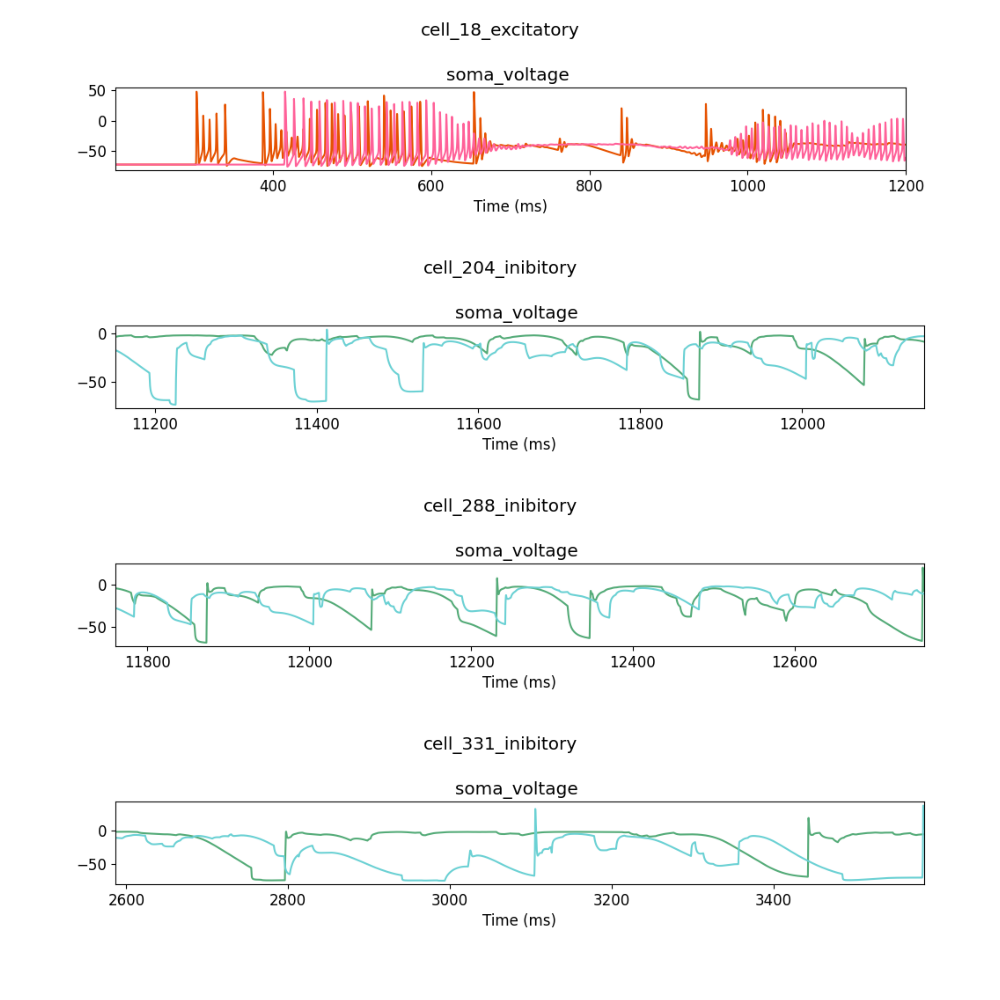 cell_18_excitatory
soma_voltage
50
0
−50
400 600 800 1000 1200
Time (ms)
cell_204_inibitory
soma_voltage
0
−50
11200 11400 11600 11800 12000
Time (ms)
cell_288_inibitory
soma_voltage
0
−50
11800 12000 12200 12400 12600
Time (ms)
cell_331_inibitory
soma_voltage
0
−50
2600 2800 3000 3200 3400
Time (ms)